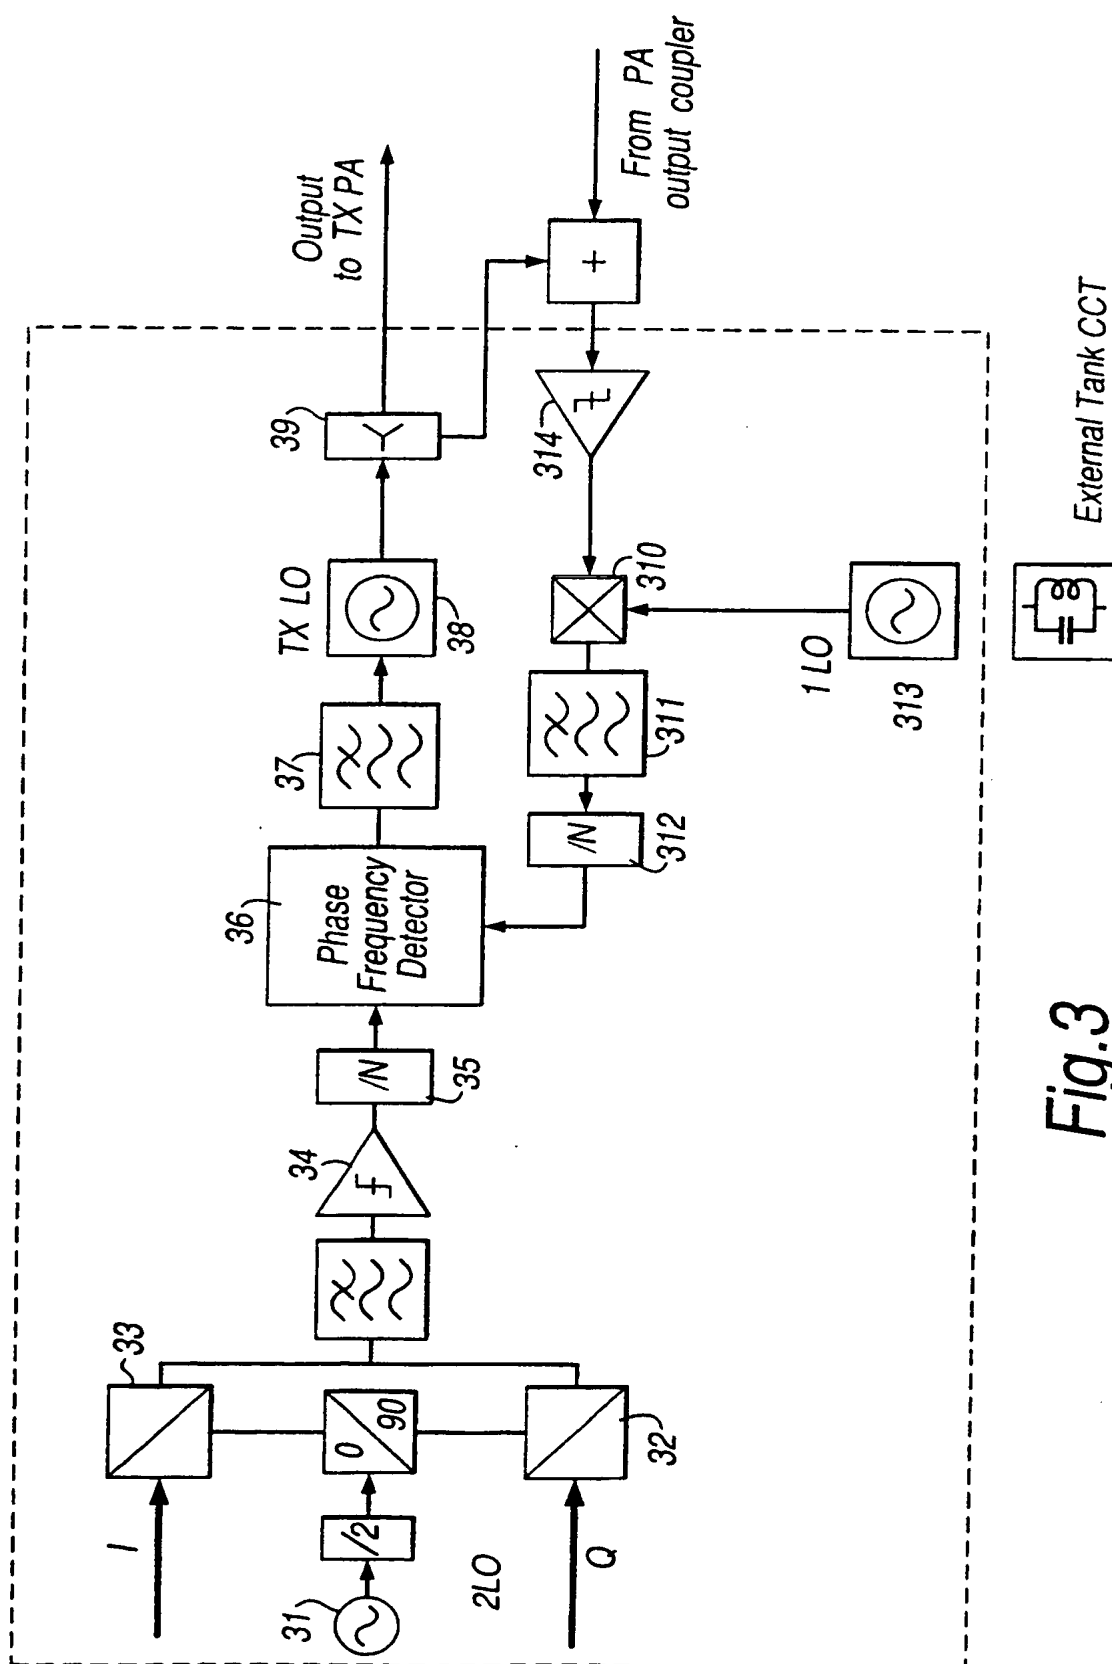 Output
to TX PA
From PA
output coupler
+
39
314
TX LO
38
310
1 LO
313
External Tank CCT
37
311
36
Phase
Frequency
Detector
/N
312
/N
35
34
33
I
0
90
/2
31
2LO
32
Q
Fig.3